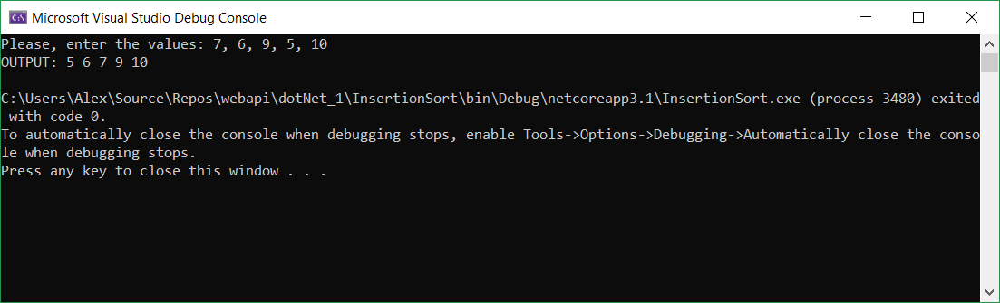 Microsoft Visual Studio Debug Console
Please, enter the values: 7, 6, 9, 5, 10
OUTPUT: 5 6 7 9 10
C:\Users\Alex\Source\Repos\webapi\dotNet_1\InsertionSort\bin\Debug\netcoreapp3.1\InsertionSort.exe (process 3480) exited
 with code 0.
To automatically close the console when debugging stops, enable Tools->Options->Debugging->Automatically close the conso
le when debugging stops.
Press any key to close this window . . .